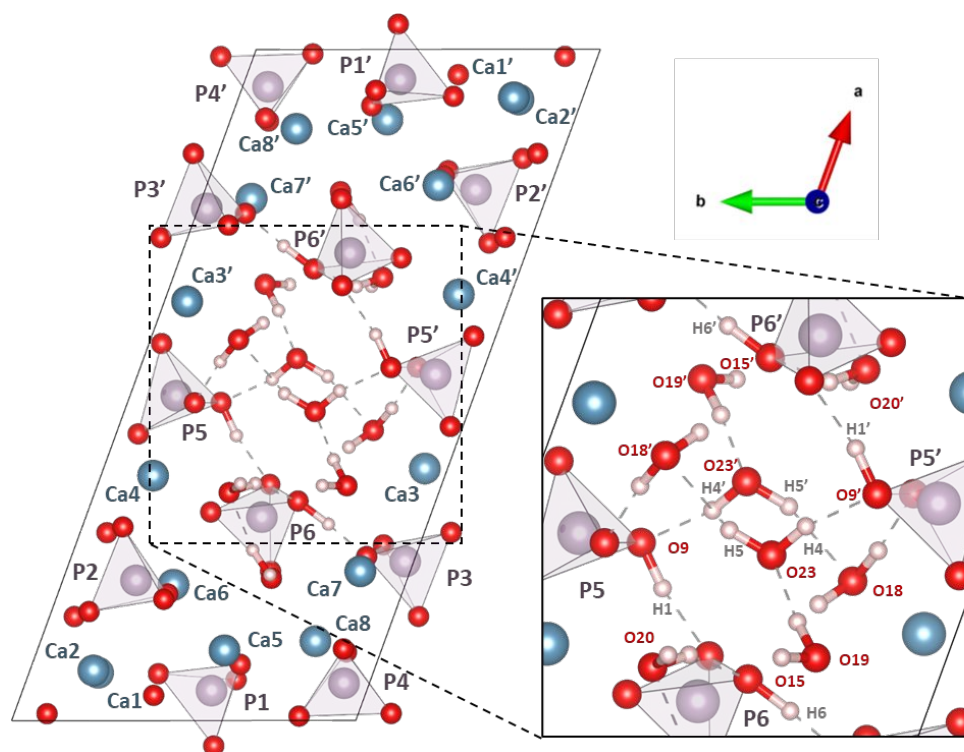 P1'
Ca1'
P4'
Ca5'
Ca2'
Ca8'
Ca7'
Ca6'
P3'
P2'
P6'
Ca3'
Ca4'
P5'
P5
Ca4
Ca3
P6
P2
Ca6
Ca7
P3
Ca2
Ca5
Ca8
Ca1
P1
P4
a
b
c
H6'
P6'
O15'
O19'
O20'
H1'
O18'
O23'
P5'
H4'
H5'
O9'
O9
H5
H4
O23
O18
P5
H1
O20
O19
O15
P6
H6